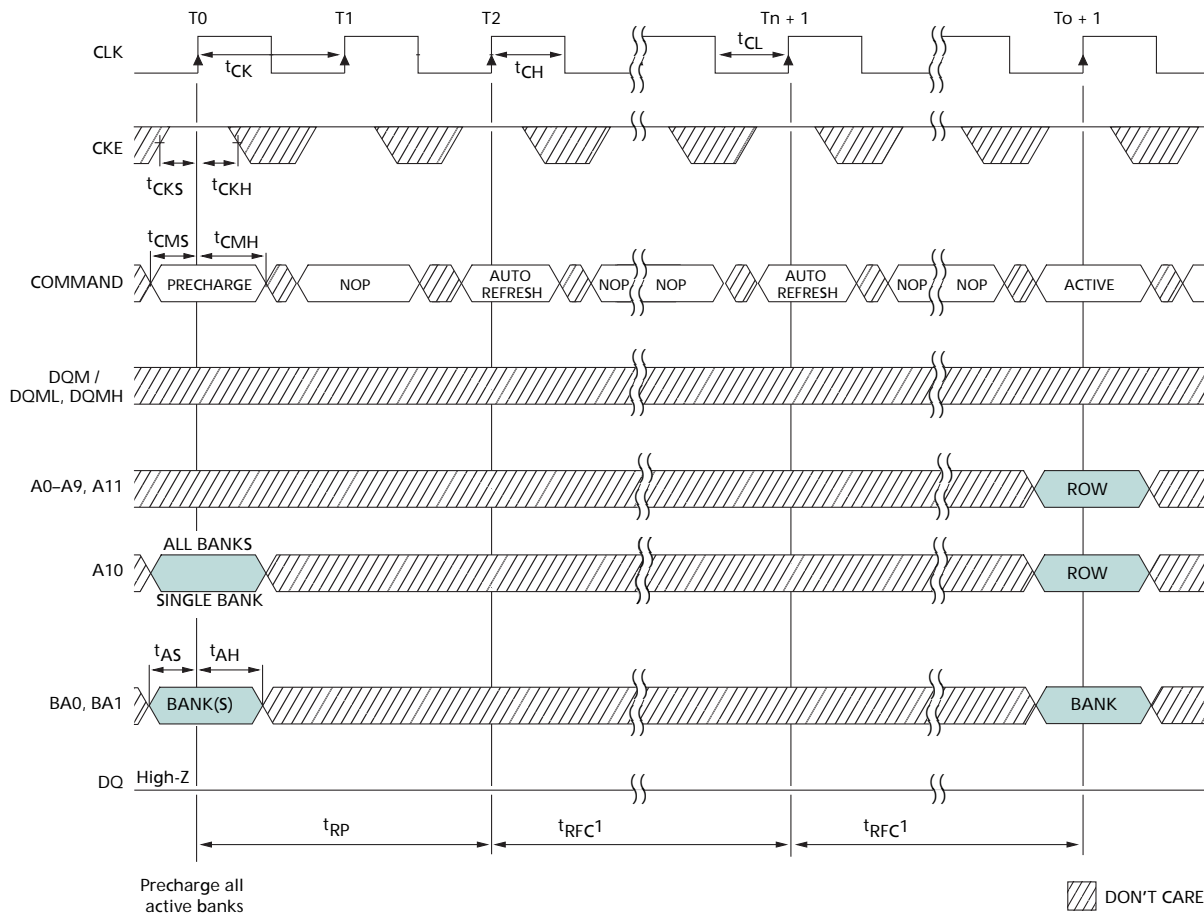 T0 T1 T2 Tn + 1 To + 1
CLK tCK tCH tCL
CKE
tCKS tCKH
tCMS tCMH
COMMAND PRECHARGE NOP AUTO REFRESH NOP NOP AUTO REFRESH NOP NOP ACTIVE
DQM /
DQML, DQMH
A0–A9, A11 ROW
ALL BANKS
A10 ROW
SINGLE BANK
tAS tAH
BA0, BA1 BANK(S) BANK
DQ High-Z
tRP tRFC1 tRFC1
Precharge all
active banks
DON'T CARE